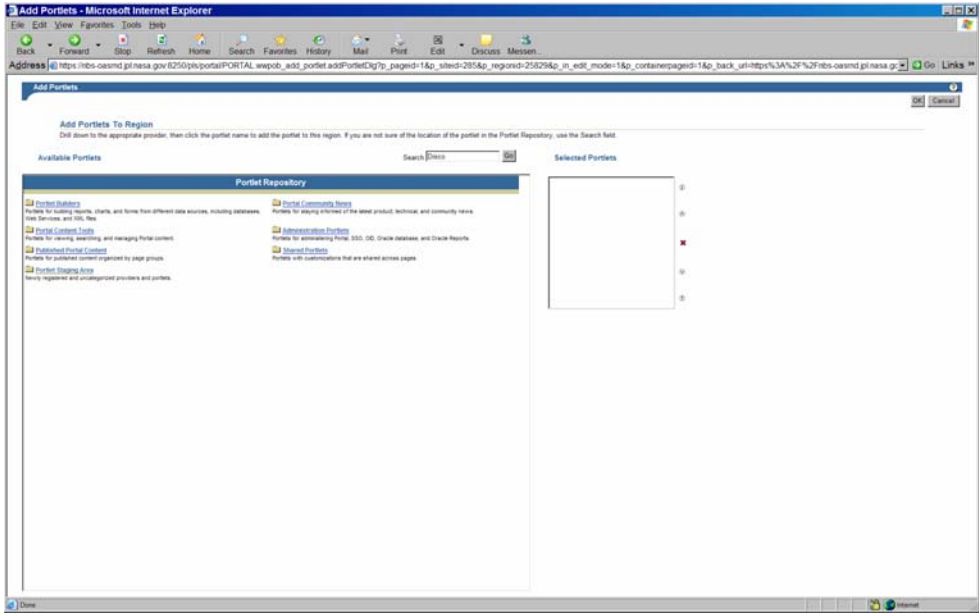 Add Portlets - Microsoft Internet Explorer
File Edit View Favorites Tools Help
Back Forward Stop Refresh Home Search Favorites History Mail Print Edit Discuss Messen..
Address https://nbs-oasrnd.jpl.nasa.gov:8250/pls/portal/PORTAL.wwpob_add_portlet.addPortletDlg?p_pageid=1&p_siteid=285&p_regionid=25829&p_in_edit_mode=1&p_containerpageid=1&p_back_url=https%3A%2F%2Fnbs-oasrnd.jpl.nasa.gc Go Links »
Add Portlets ?
OK Cancel
Add Portlets To Region
Drill down to the appropriate provider, then click the portlet name to add the portlet to this region. If you are not sure of the location of the portlet in the Portlet Repository, use the Search field.
Available Portlets Search Disco Go Selected Portlets
Portlet Repository
Portlet Builders
Portlets for building reports, charts, and forms from different data sources, including databases, Web Services, and XML files.
Portal Community News
Portlets for staying informed of the latest product, technical, and community news.
Portal Content Tools
Portlets for viewing, searching, and managing Portal content.
Administration Portlets
Portlets for administering Portal, SSO, OID, Oracle database, and Oracle Reports
Published Portal Content
Portlets for published content organized by page groups.
Shared Portlets
Portlets with customizations that are shared across pages.
Portlet Staging Area
Newly registered and uncategorized providers and portlets.
Done Internet